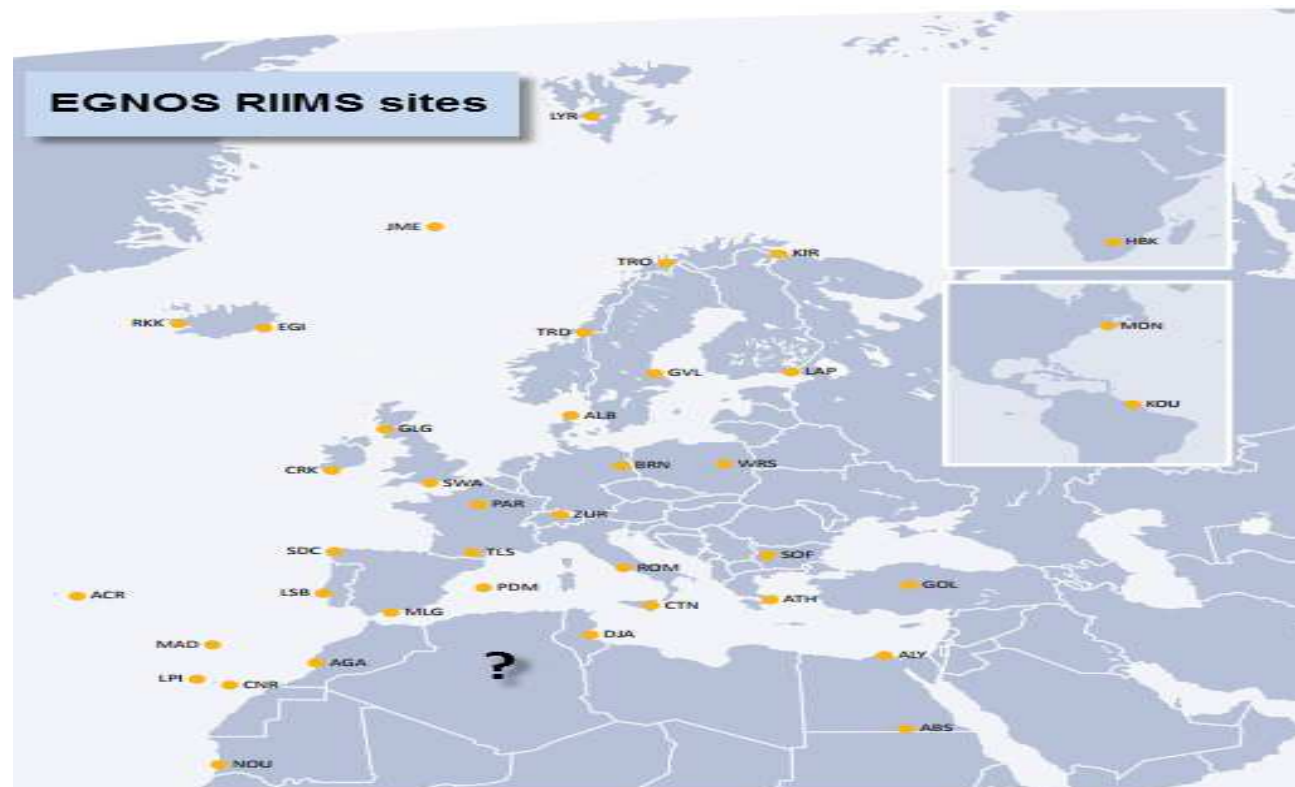 EGNOS RIIMS sites
LYR
JME
TRO
KIR
HBK
RKK
EGI
TRD
MON
GVL
LAP
KOU
ALB
GLG
CRK
BRN
WRS
SWA
PAR
ZUR
SDC
TLS
SOF
ROM
GOL
ACR
LSB
PDM
CTN
ATH
MLG
MAD
DJA
?
AGA
ALY
LPI
CNR
ABS
NOU